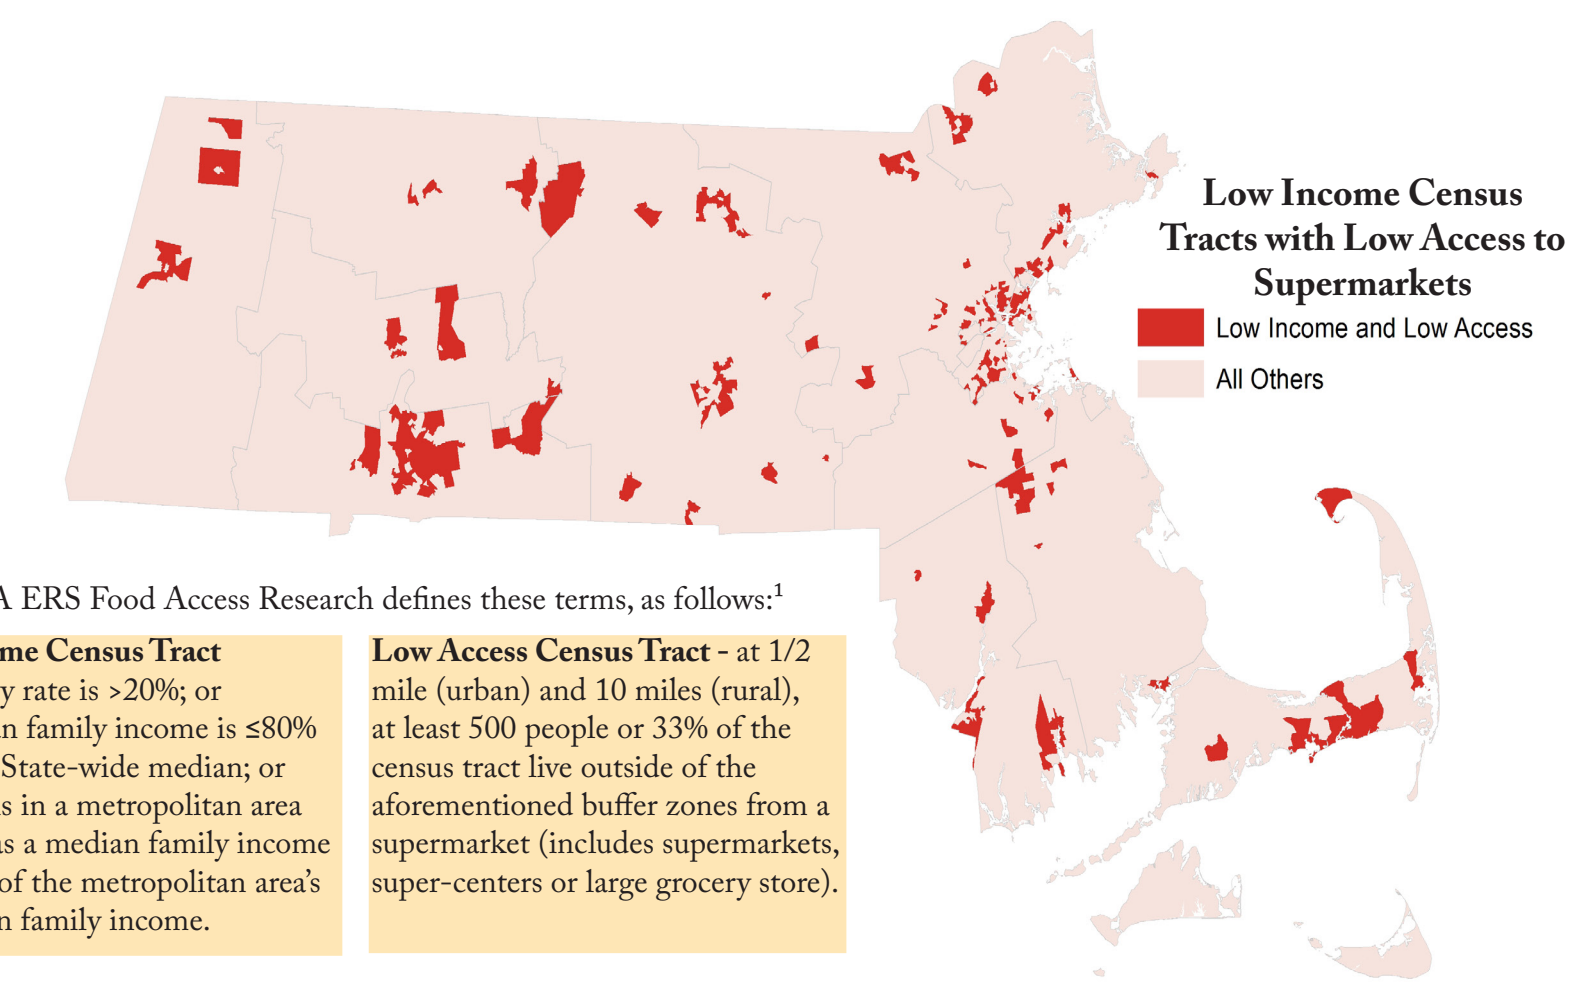 Low Income Census
Tracts with Low Access to
Supermarkets
Low Income and Low Access
All Others
A ERS Food Access Research defines these terms, as follows:¹
me Census Tract
y rate is >20%; or
n family income is ≤80%
State-wide median; or
s in a metropolitan area
as a median family income
of the metropolitan area’s
n family income.
Low Access Census Tract - at 1/2
mile (urban) and 10 miles (rural),
at least 500 people or 33% of the
census tract live outside of the
aforementioned buffer zones from a
supermarket (includes supermarkets,
super-centers or large grocery store).